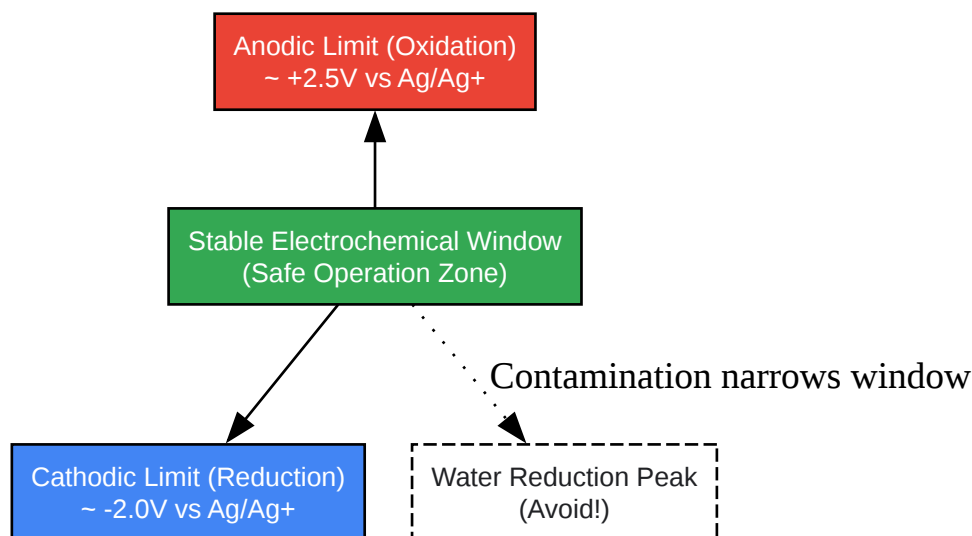 Anodic Limit (Oxidation)
~ +2.5V vs Ag/Ag+
Stable Electrochemical Window
(Safe Operation Zone)
Contamination narrows window
Cathodic Limit (Reduction)
~ -2.0V vs Ag/Ag+
Water Reduction Peak
(Avoid!)